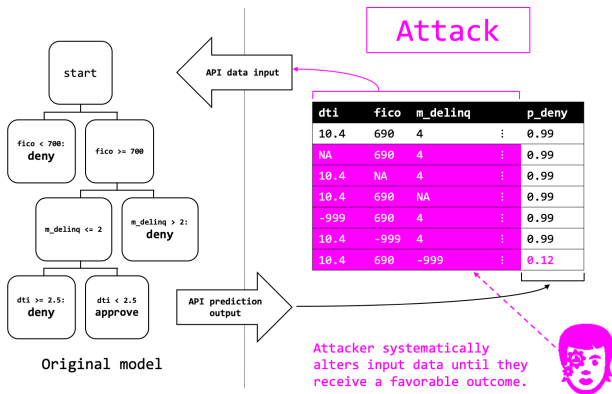 Attack
start
API data input
fico < 700:
deny
fico >= 700
m_delinq <= 2
m_delinq > 2:
deny
dti >= 2.5:
deny
dti < 2.5
approve
Original model
API prediction
output
dti fico m_delinq p_deny
10.4 690 4 ⋮ 0.99
NA 690 4 ⋮ 0.99
10.4 NA 4 ⋮ 0.99
10.4 690 NA ⋮ 0.99
-999 690 4 ⋮ 0.99
10.4 -999 4 ⋮ 0.99
10.4 690 -999 ⋮ 0.12
Attacker systematically
alters input data until they
receive a favorable outcome.